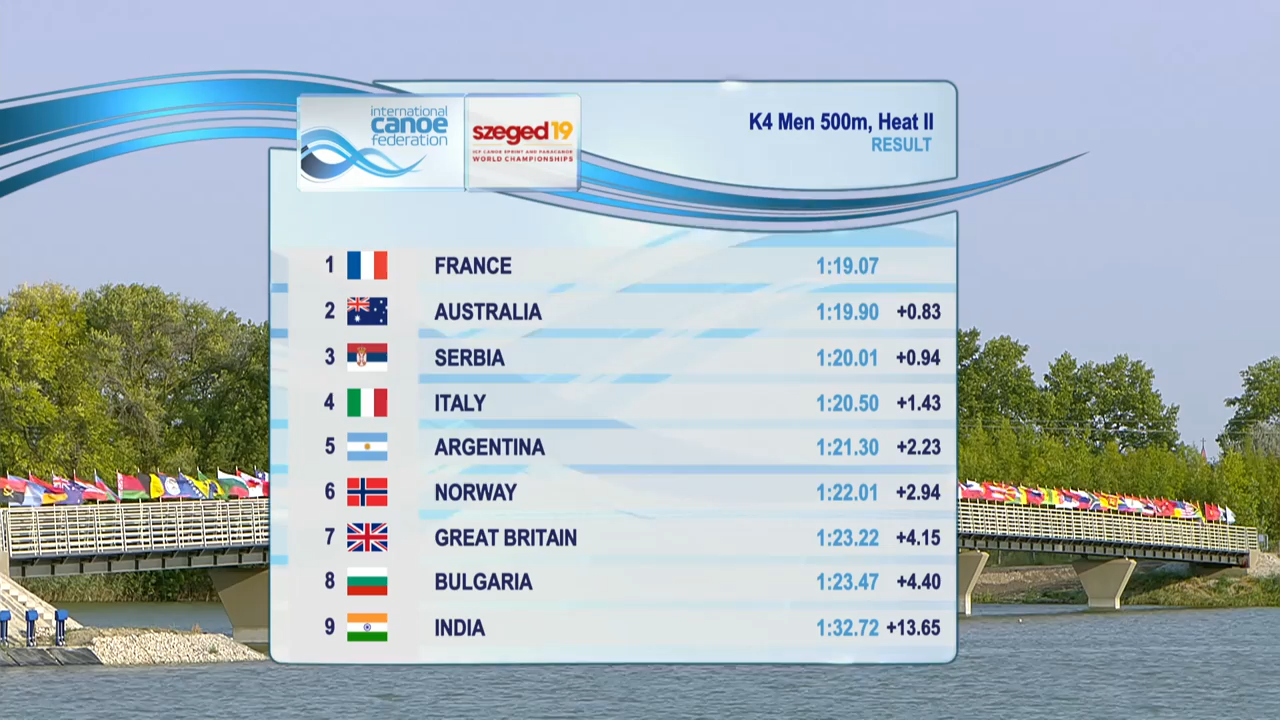 international
canoe
federation
szeged19
ICF CANOE SPRINT AND PARACANOE
WORLD CHAMPIONSHIPS
K4 Men 500m, Heat II
RESULT
1 FRANCE 1:19.07
2 AUSTRALIA 1:19.90 +0.83
3 SERBIA 1:20.01 +0.94
4 ITALY 1:20.50 +1.43
5 ARGENTINA 1:21.30 +2.23
6 NORWAY 1:22.01 +2.94
7 GREAT BRITAIN 1:23.22 +4.15
8 BULGARIA 1:23.47 +4.40
9 INDIA 1:32.72 +13.65